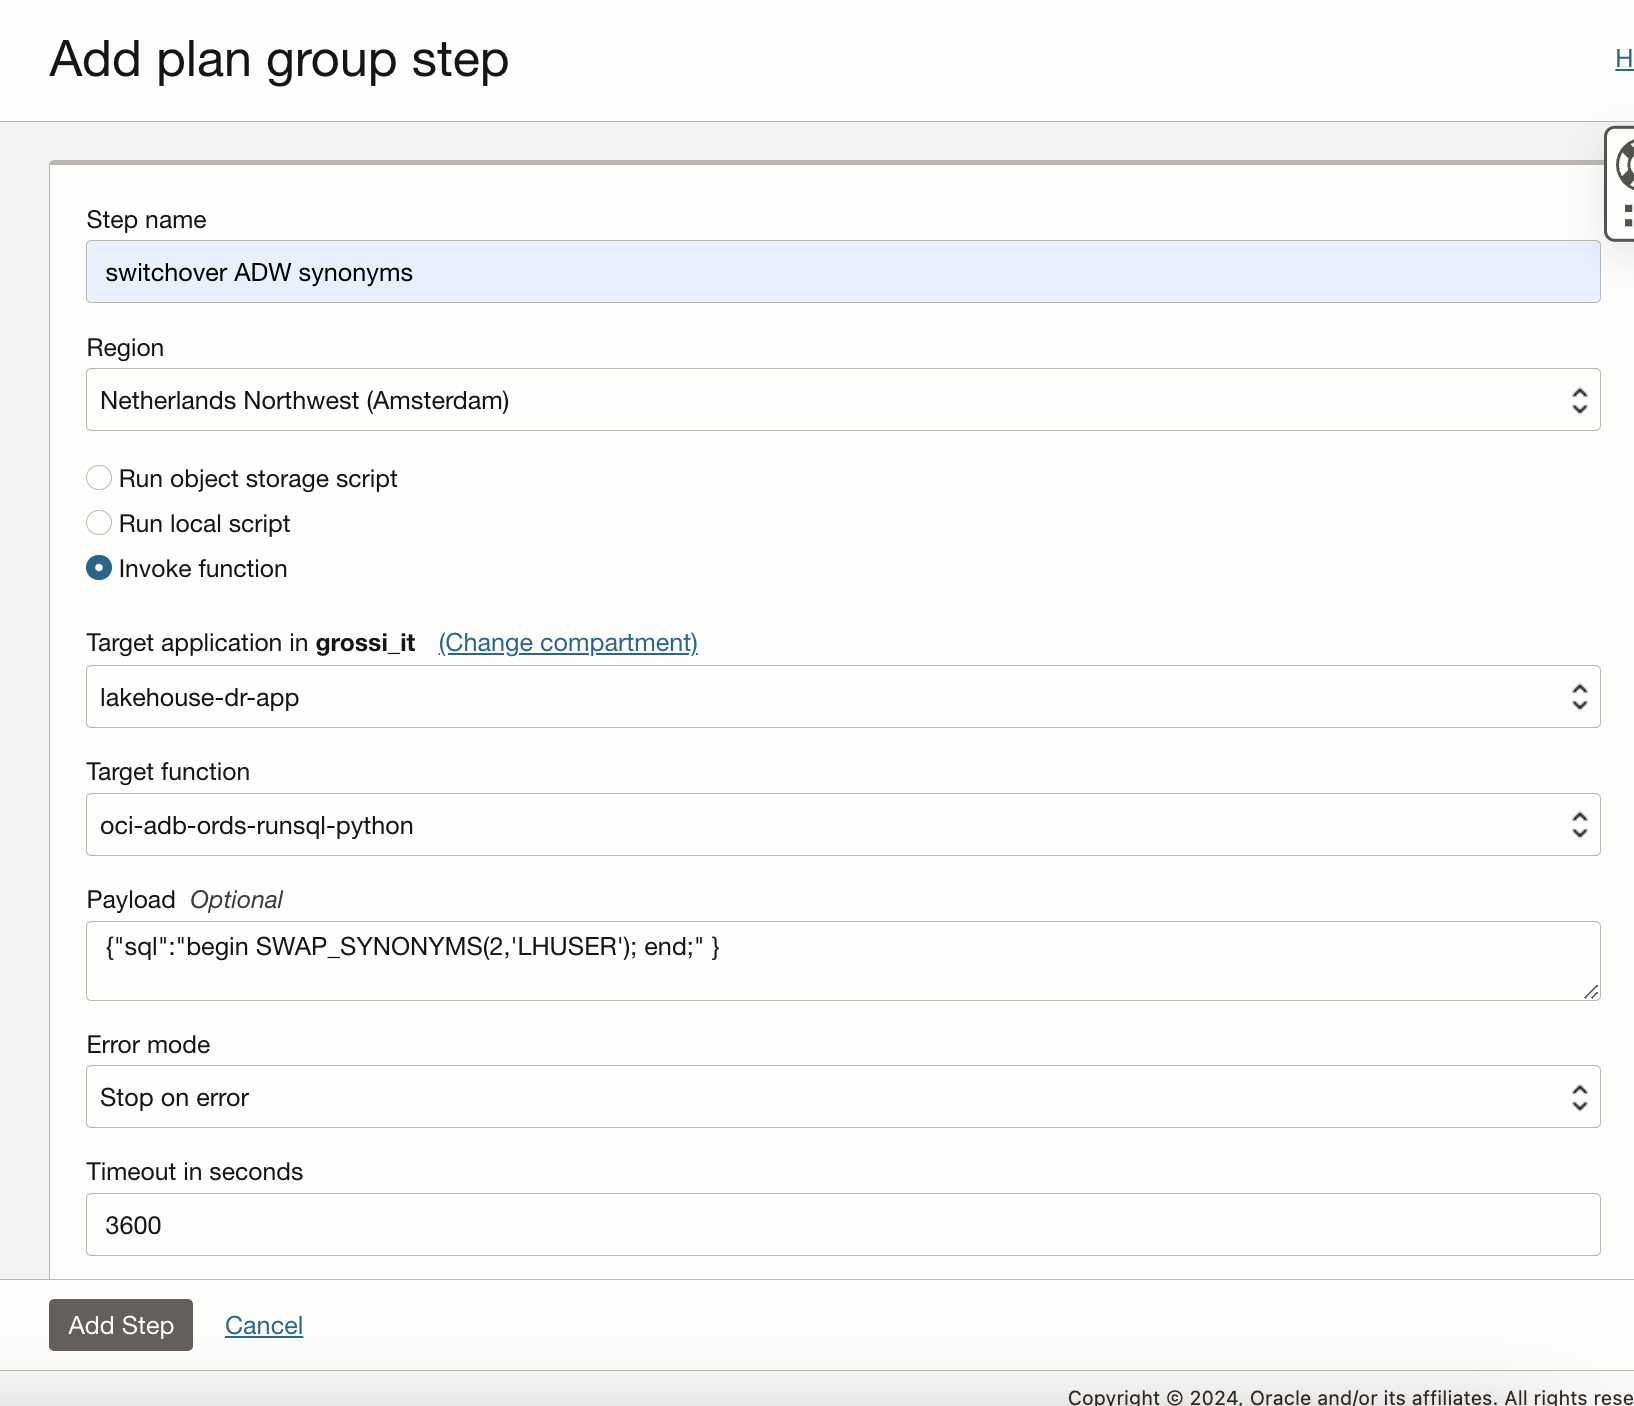 Add plan group step
H
Step name
switchover ADW synonyms
Region
Netherlands Northwest (Amsterdam)
Run object storage script
Run local script
Invoke function
Target application in grossi_it (Change compartment)
lakehouse-dr-app
Target function
oci-adb-ords-runsql-python
Payload Optional
{"sql":"begin SWAP_SYNONYMS(2,'LHUSER'); end;" }
Error mode
Stop on error
Timeout in seconds
3600
Add Step Cancel
Copyright © 2024, Oracle and/or its affiliates. All rights rese